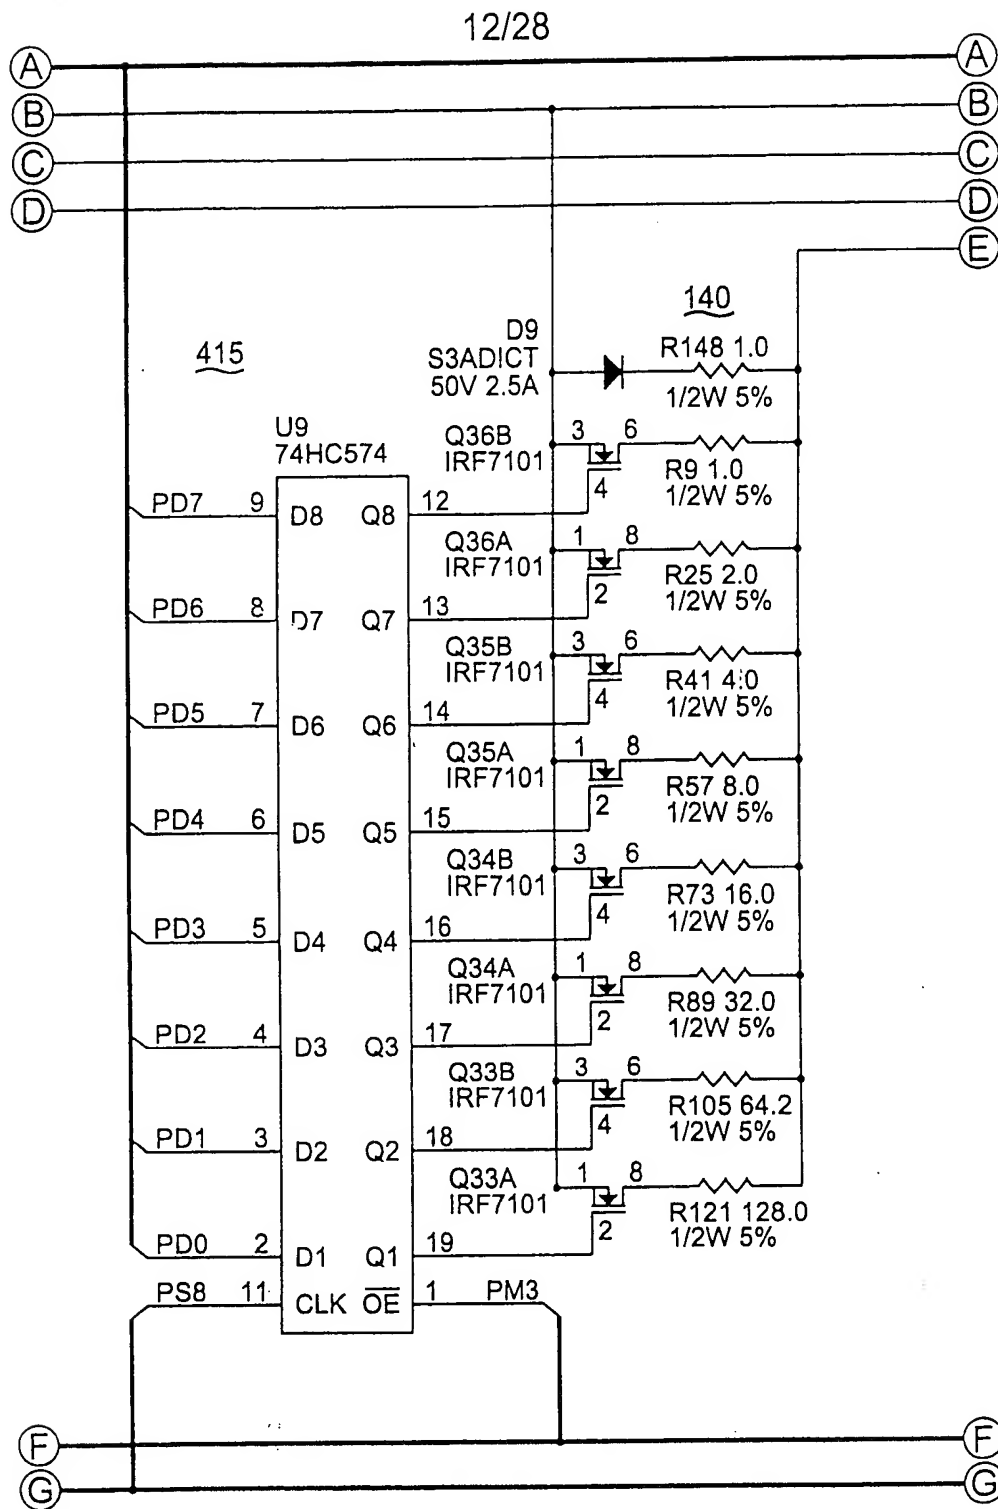 12/28
A A
B B
C C
D D
E
140
D9
S3ADICT
50V 2.5A
R148 1.0
1/2W 5%
415
U9
74HC574
Q36B
IRF7101
3 6
4
R9 1.0
1/2W 5%
PD7 9 D8 Q8 12
Q36A
IRF7101
1 8
2
R25 2.0
1/2W 5%
PD6 8 D7 Q7 13
Q35B
IRF7101
3 6
4
R41 4.0
1/2W 5%
PD5 7 D6 Q6 14
Q35A
IRF7101
1 8
2
R57 8.0
1/2W 5%
PD4 6 D5 Q5 15
Q34B
IRF7101
3 6
4
R73 16.0
1/2W 5%
PD3 5 D4 Q4 16
Q34A
IRF7101
1 8
2
R89 32.0
1/2W 5%
PD2 4 D3 Q3 17
Q33B
IRF7101
3 6
4
R105 64.2
1/2W 5%
PD1 3 D2 Q2 18
Q33A
IRF7101
1 8
2
R121 128.0
1/2W 5%
PD0 2 D1 Q1 19
PS8 11 CLK OE 1 PM3
F F
G G